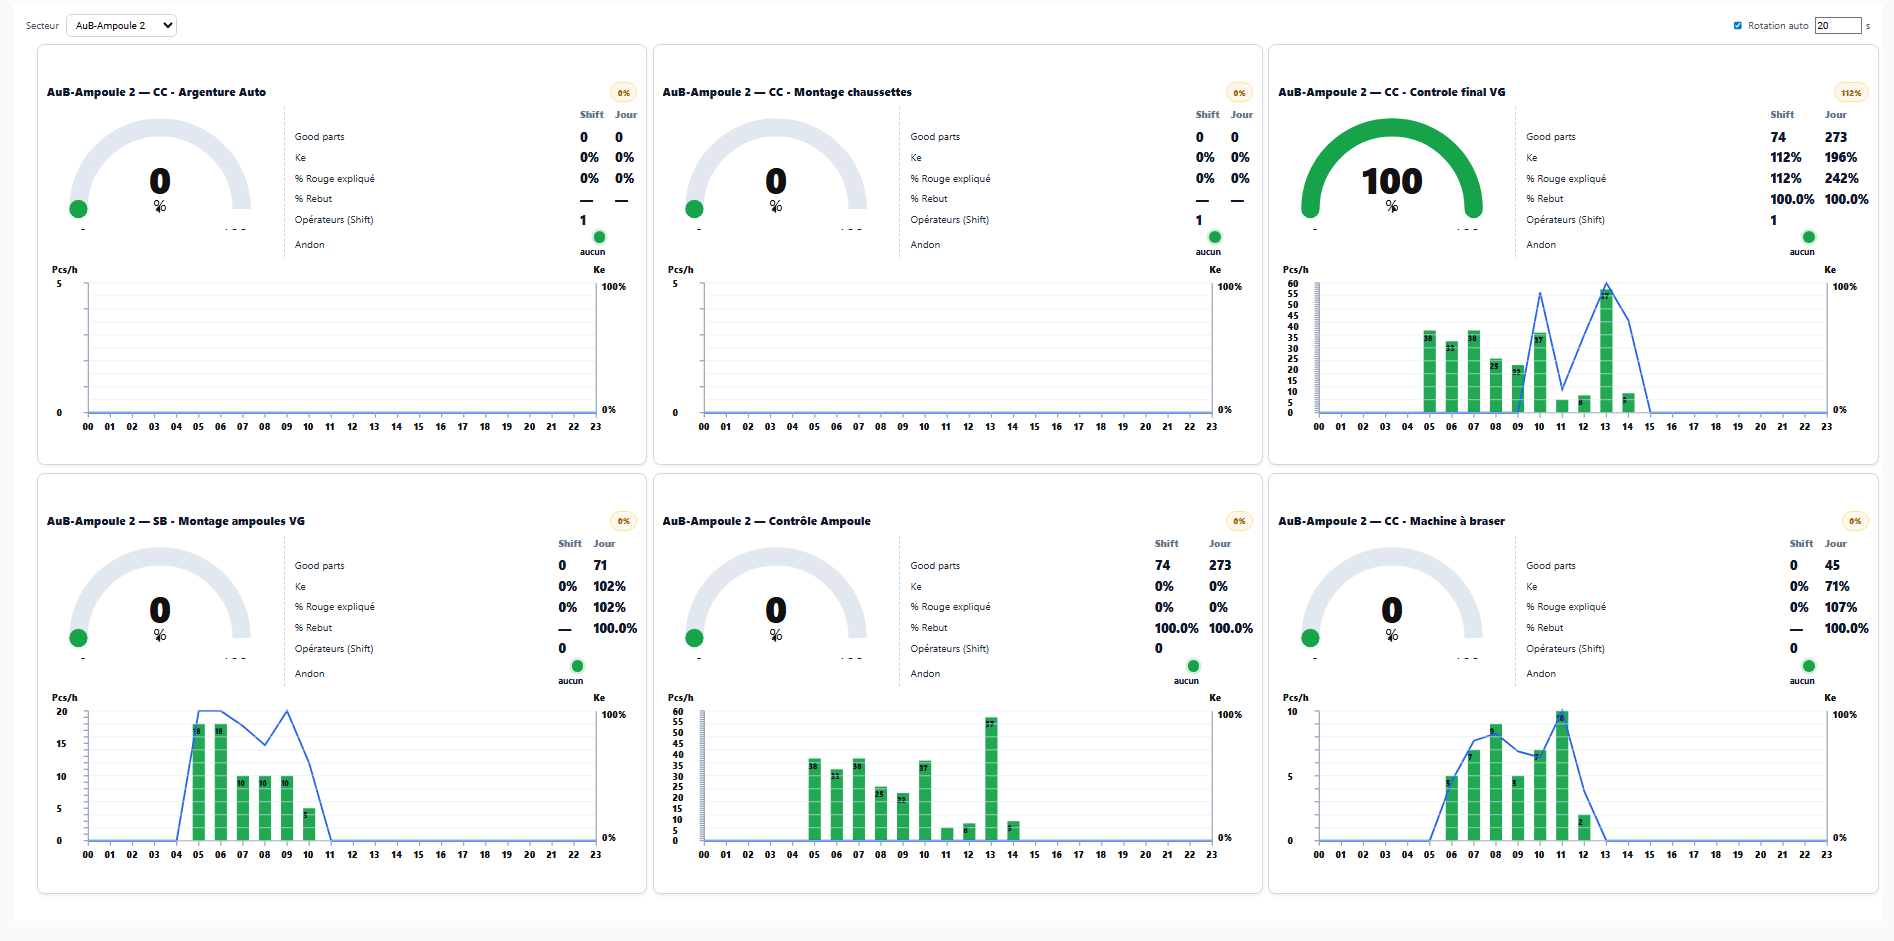 Secteur AuB-Ampoule 2 Rotation auto 20 s
AuB-Ampoule 2 — CC - Argenture Auto 0%
Shift Jour
Good parts 0 0
Ke 0% 0%
% Rouge expliqué 0% 0%
% Rebut — —
Opérateurs (Shift) 1
Andon aucun
0
%
Pcs/h Ke
5 100%
0 0%
00 01 02 03 04 05 06 07 08 09 10 11 12 13 14 15 16 17 18 19 20 21 22 23
AuB-Ampoule 2 — CC - Montage chaussettes 0%
Shift Jour
Good parts 0 0
Ke 0% 0%
% Rouge expliqué 0% 0%
% Rebut — —
Opérateurs (Shift) 1
Andon aucun
0
%
Pcs/h Ke
5 100%
0 0%
00 01 02 03 04 05 06 07 08 09 10 11 12 13 14 15 16 17 18 19 20 21 22 23
AuB-Ampoule 2 — CC - Controle final VG 112%
Shift Jour
Good parts 74 273
Ke 112% 196%
% Rouge expliqué 112% 242%
% Rebut 100.0% 100.0%
Opérateurs (Shift) 1
Andon aucun
100
%
Pcs/h Ke
60 100%
55
50
45
40
35
30
25
20
15
10
5
0 0%
38 33 38 25 22 37 8 57
00 01 02 03 04 05 06 07 08 09 10 11 12 13 14 15 16 17 18 19 20 21 22 23
AuB-Ampoule 2 — SB - Montage ampoules VG 0%
Shift Jour
Good parts 0 71
Ke 0% 102%
% Rouge expliqué 0% 102%
% Rebut — 100.0%
Opérateurs (Shift) 0
Andon aucun
0
%
Pcs/h Ke
20 100%
15
10
5
0 0%
18 18 10 10 10 5
00 01 02 03 04 05 06 07 08 09 10 11 12 13 14 15 16 17 18 19 20 21 22 23
AuB-Ampoule 2 — Contrôle Ampoule 0%
Shift Jour
Good parts 74 273
Ke 0% 0%
% Rouge expliqué 0% 0%
% Rebut 100.0% 100.0%
Opérateurs (Shift) 0
Andon aucun
0
%
Pcs/h Ke
60 100%
55
50
45
40
35
30
25
20
15
10
5
0 0%
38 33 38 25 22 37 8 57
00 01 02 03 04 05 06 07 08 09 10 11 12 13 14 15 16 17 18 19 20 21 22 23
AuB-Ampoule 2 — CC - Machine à braser 0%
Shift Jour
Good parts 0 45
Ke 0% 71%
% Rouge expliqué 0% 107%
% Rebut — 100.0%
Opérateurs (Shift) 0
Andon aucun
0
%
Pcs/h Ke
10 100%
5
0 0%
5 7 9 5 7 10 2
00 01 02 03 04 05 06 07 08 09 10 11 12 13 14 15 16 17 18 19 20 21 22 23